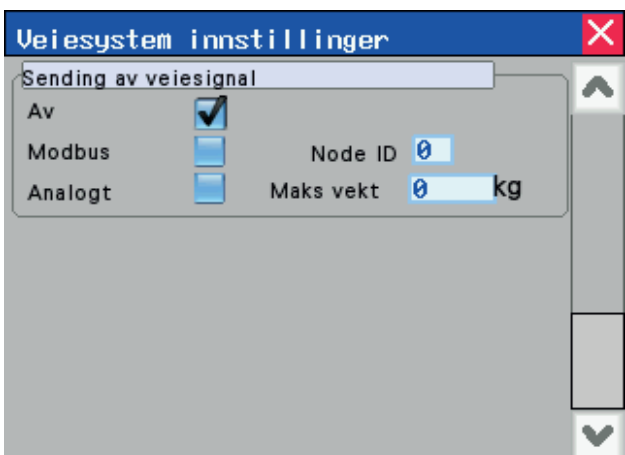 Veiesystem innstillinger
Sending av veiesignal
Av
Modbus Node ID 0
Analogt Maks vekt 0 kg